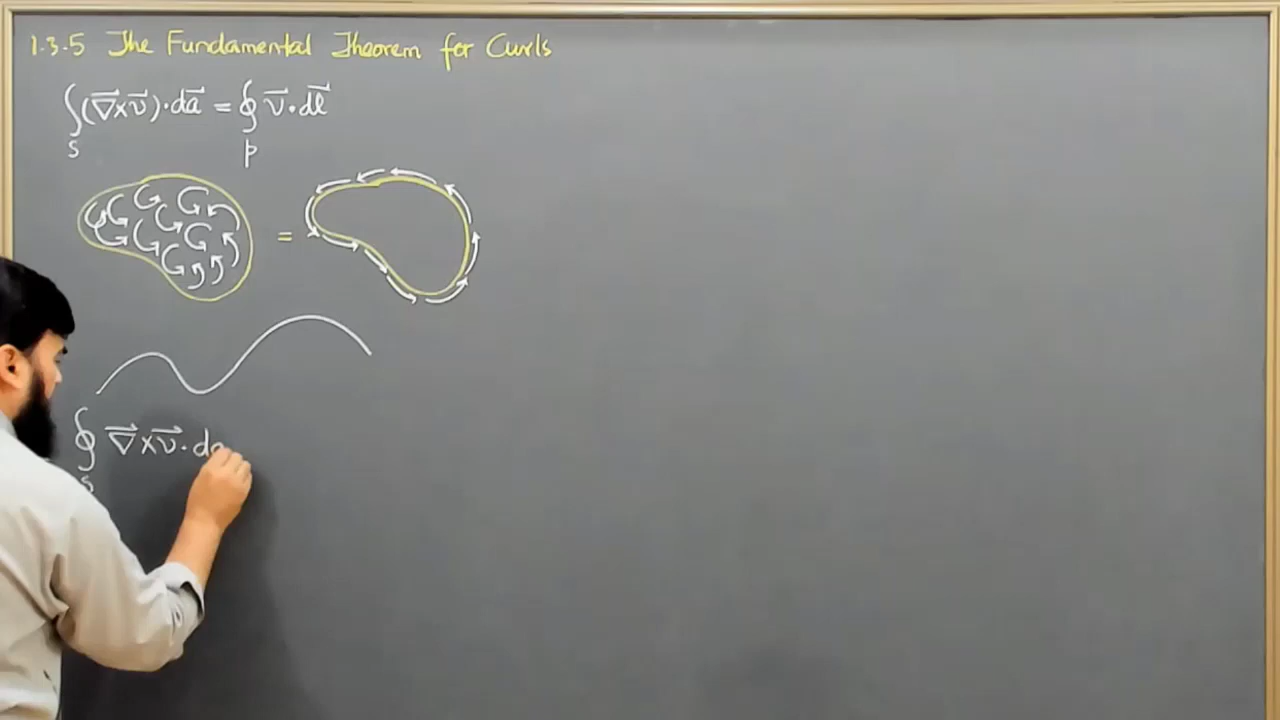 1.3.5 The Fundamental Theorem for Curls
∫(∇⃗×v⃗)·da⃗ = ∮ v⃗·dl⃗
S P
=
∮ ∇⃗×v⃗·da
S